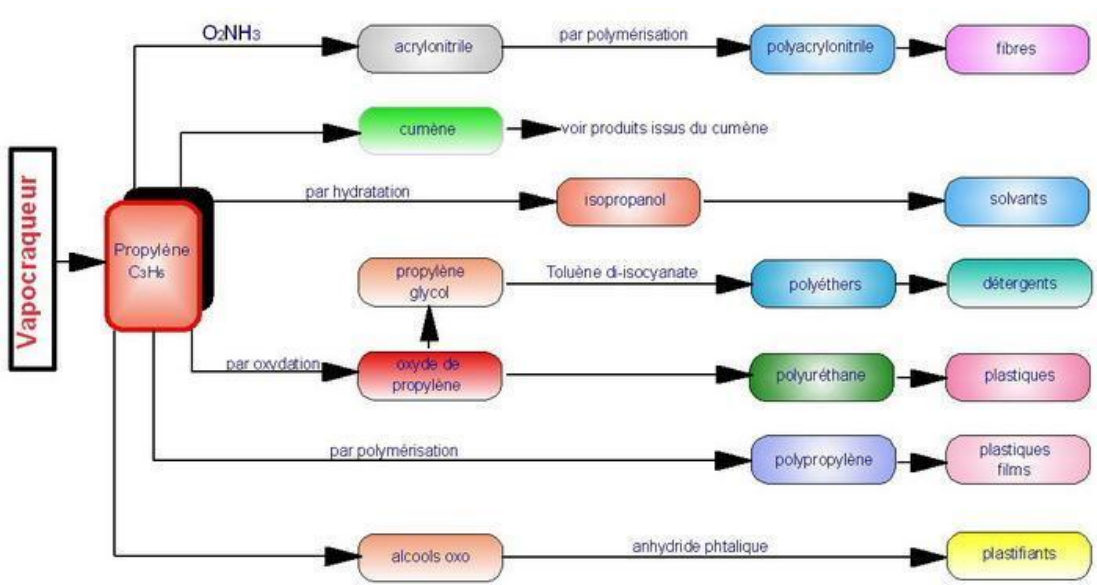 O₂NH₃
acrylonitrile
par polymérisation
polyacrylonitrile
fibres
cumène
voir produits issus du cumène
Vapocraqueur
par hydratation
isopropanol
solvants
Propylène
C₃H₆
propylène
glycol
Toluène di-isocyanate
polyéthers
détergents
par oxydation
oxyde de
propylène
polyuréthane
plastiques
par polymérisation
polypropylène
plastiques
films
alcools oxo
anhydride phtalique
plastifiants